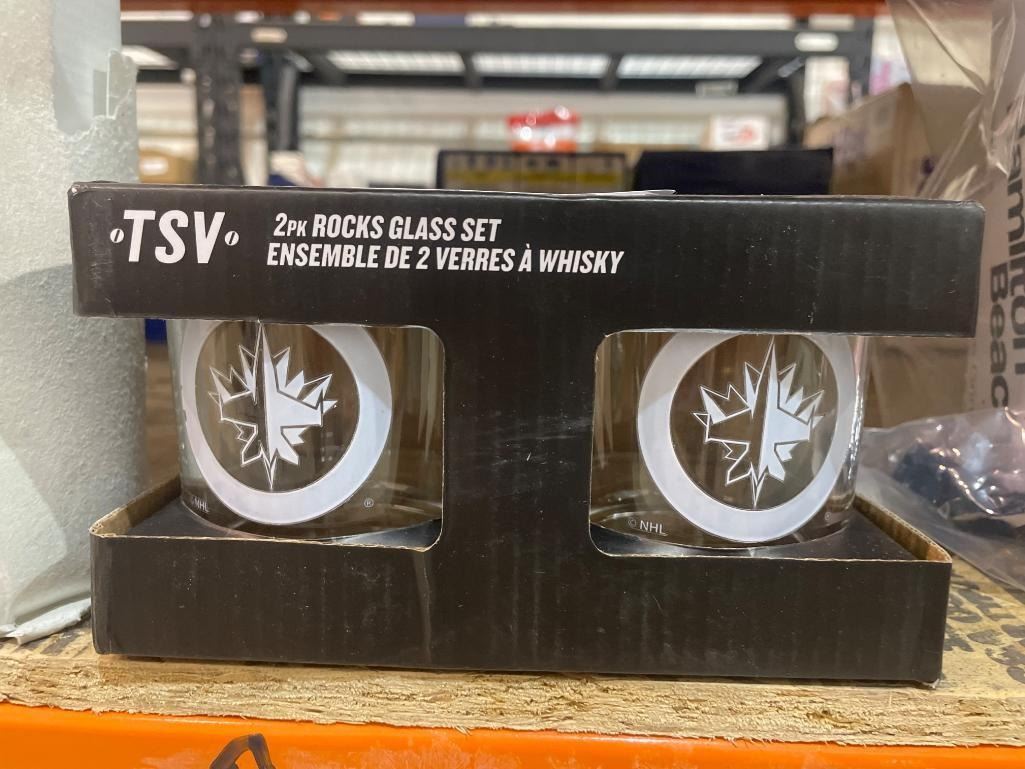 TSV
2PK ROCKS GLASS SET
ENSEMBLE DE 2 VERRES À WHISKY
NHL ®
© NHL ®